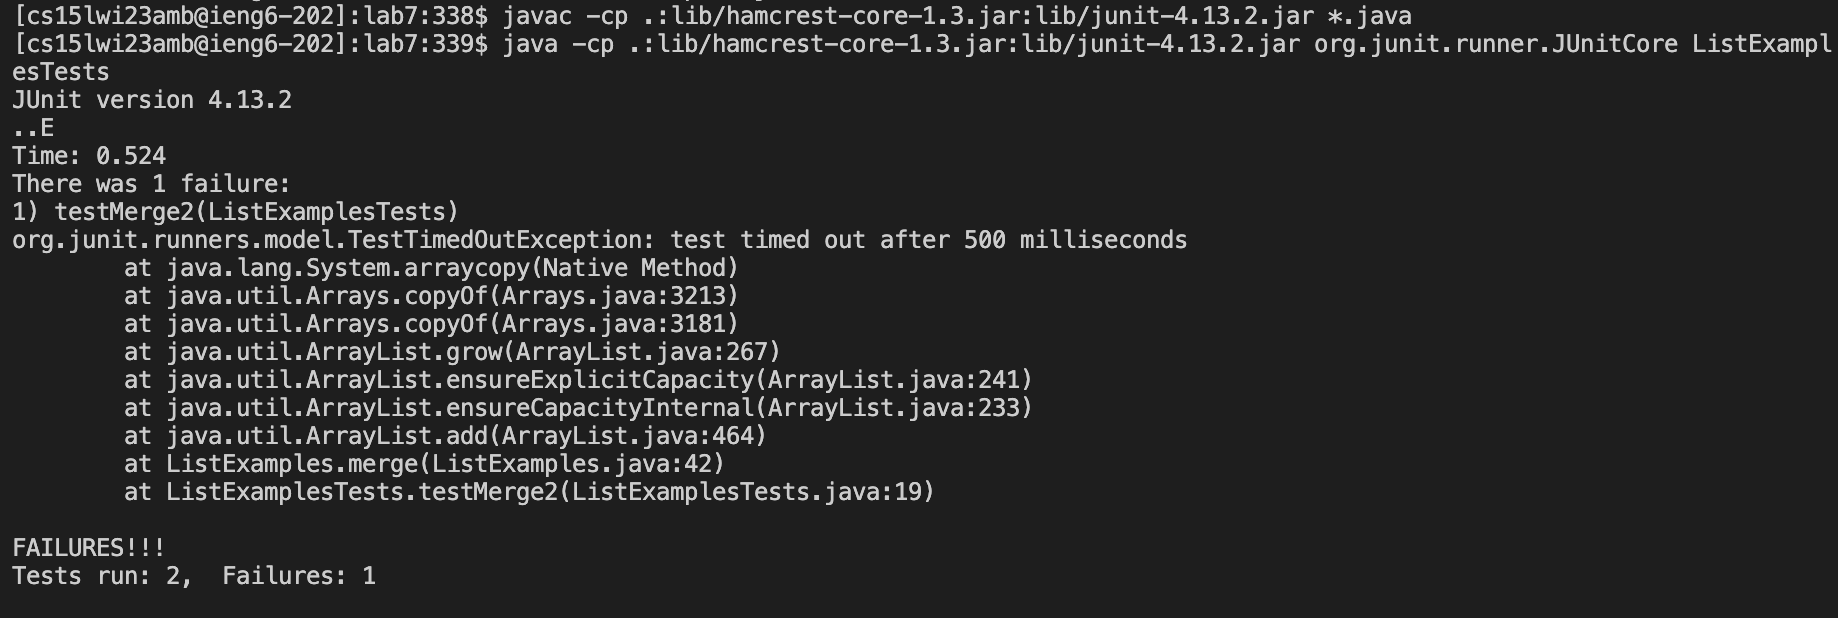 [cs15lwi23amb@ieng6-202]:lab7:338$ javac -cp .:lib/hamcrest-core-1.3.jar:lib/junit-4.13.2.jar *.java
[cs15lwi23amb@ieng6-202]:lab7:339$ java -cp .:lib/hamcrest-core-1.3.jar:lib/junit-4.13.2.jar org.junit.runner.JUnitCore ListExampl
esTests
JUnit version 4.13.2
..E
Time: 0.524
There was 1 failure:
1) testMerge2(ListExamplesTests)
org.junit.runners.model.TestTimedOutException: test timed out after 500 milliseconds
        at java.lang.System.arraycopy(Native Method)
        at java.util.Arrays.copyOf(Arrays.java:3213)
        at java.util.Arrays.copyOf(Arrays.java:3181)
        at java.util.ArrayList.grow(ArrayList.java:267)
        at java.util.ArrayList.ensureExplicitCapacity(ArrayList.java:241)
        at java.util.ArrayList.ensureCapacityInternal(ArrayList.java:233)
        at java.util.ArrayList.add(ArrayList.java:464)
        at ListExamples.merge(ListExamples.java:42)
        at ListExamplesTests.testMerge2(ListExamplesTests.java:19)

FAILURES!!!
Tests run: 2,  Failures: 1